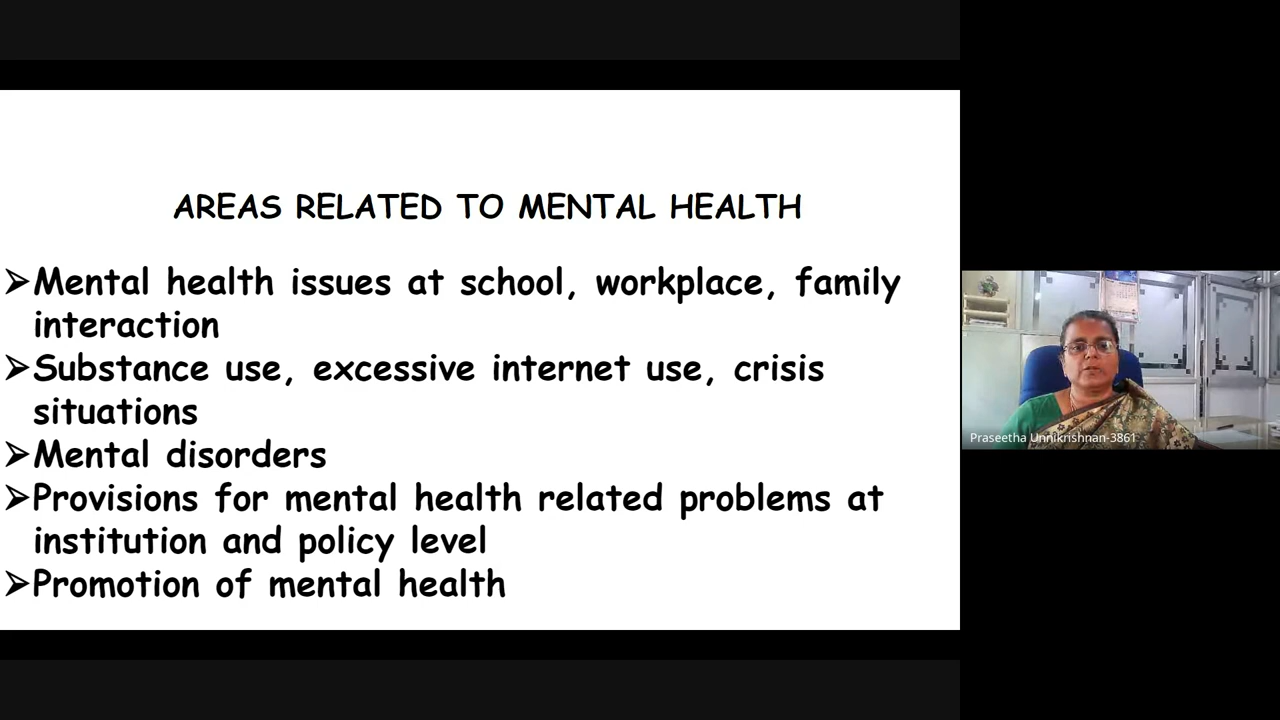 AREAS RELATED TO MENTAL HEALTH
➢Mental health issues at school, workplace, family
interaction
➢Substance use, excessive internet use, crisis
situations
➢Mental disorders
➢Provisions for mental health related problems at
institution and policy level
➢Promotion of mental health
Praseetha Unnikrishnan-3861